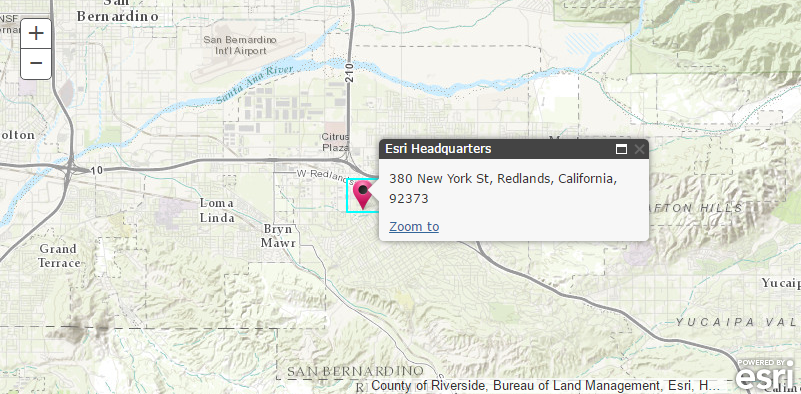 San
Bernardino
NSF
San Bernardino
Int'l Airport
Santa Ana River
210
Citrus
Plaza
olton
10
W Redlands
Esri Headquarters
380 New York St, Redlands, California,
92373
Zoom to
Loma
Linda
AFTON HILLS
Bryn
Mawr
Grand
Terrace
Yucaip
YUCAIPA VAL
SAN BERNARDINO
POWERED BY
esri
County of Riverside, Bureau of Land Management, Esri, H...